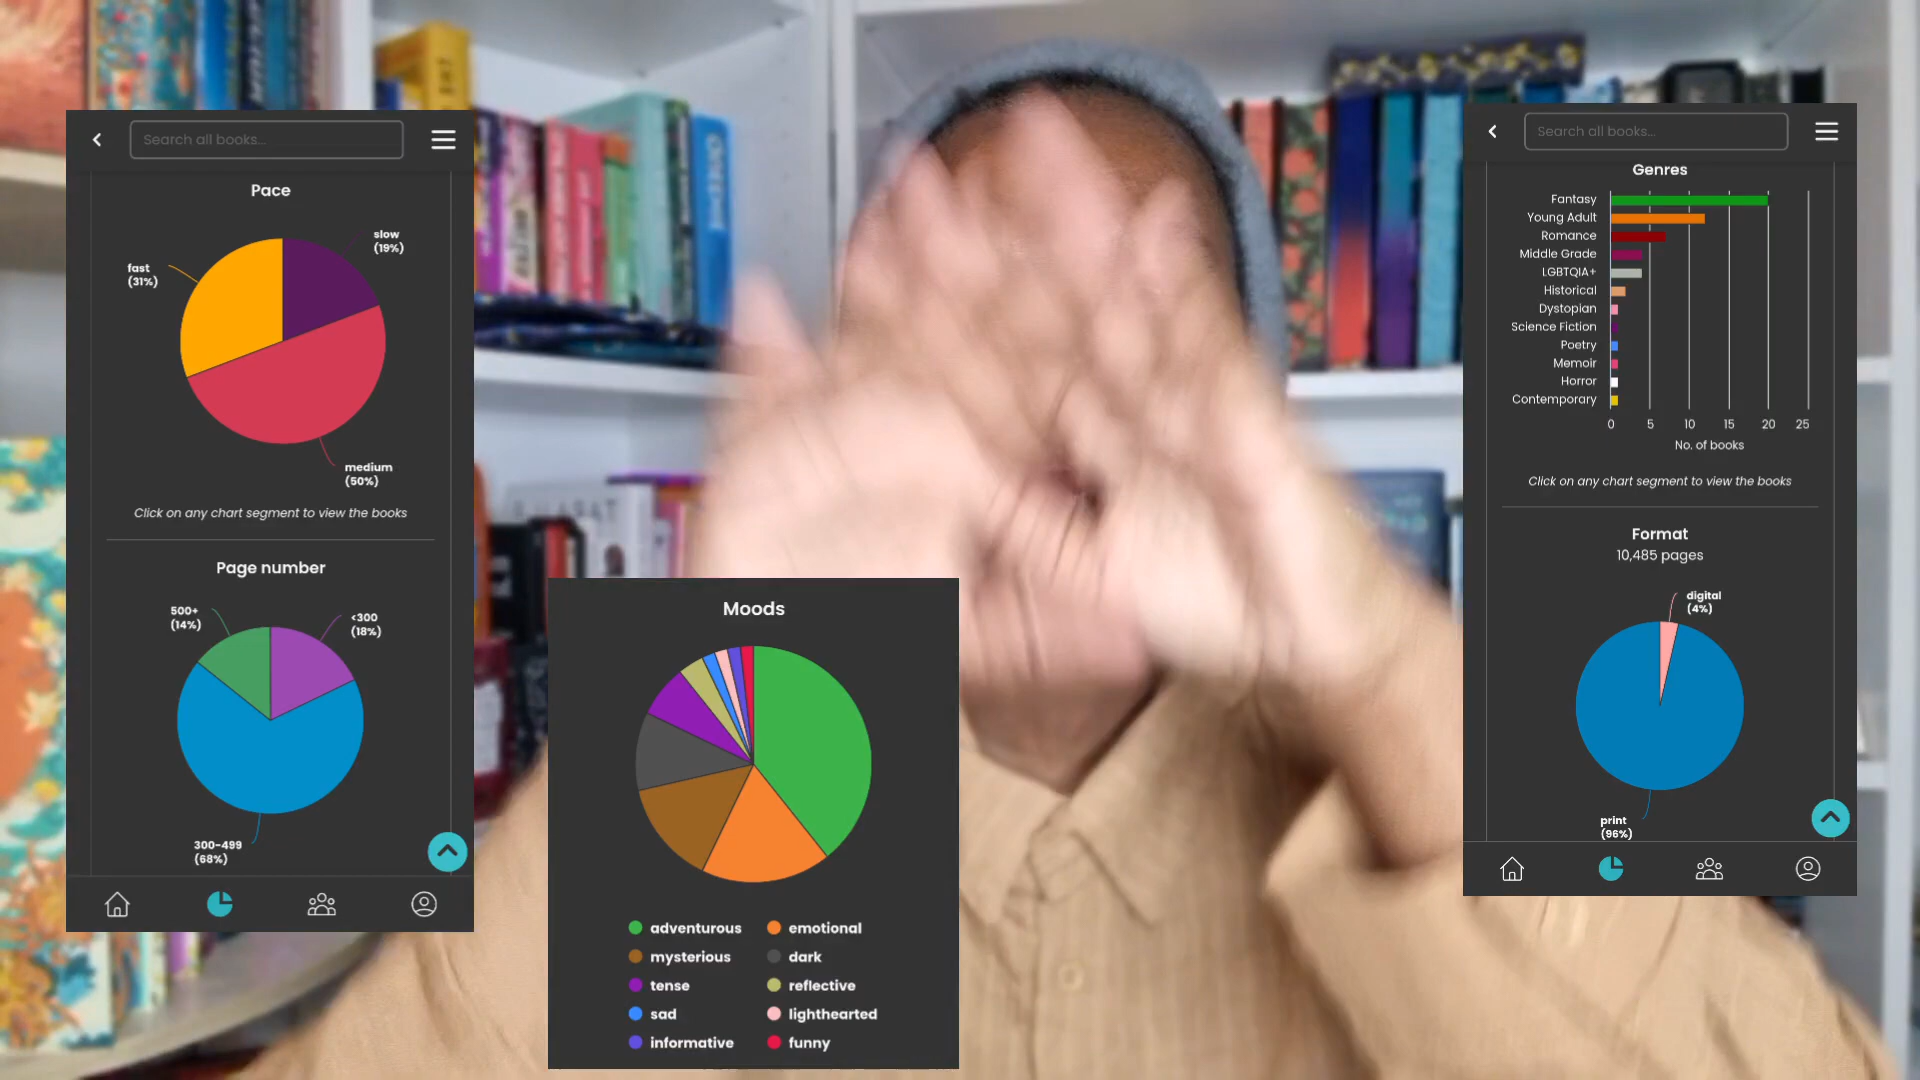 Search all books...
Pace
slow
(19%)
fast
(31%)
medium
(50%)
Click on any chart segment to view the books
Page number
500+
(14%)
<300
(18%)
300-499
(68%)
Moods
adventurous
emotional
mysterious
dark
tense
reflective
sad
lighthearted
informative
funny
Search all books...
Genres
Fantasy
Young Adult
Romance
Middle Grade
LGBTQIA+
Historical
Dystopian
Science Fiction
Poetry
Memoir
Horror
Contemporary
0 5 10 15 20 25
No. of books
Click on any chart segment to view the books
Format
10,485 pages
digital
(4%)
print
(96%)